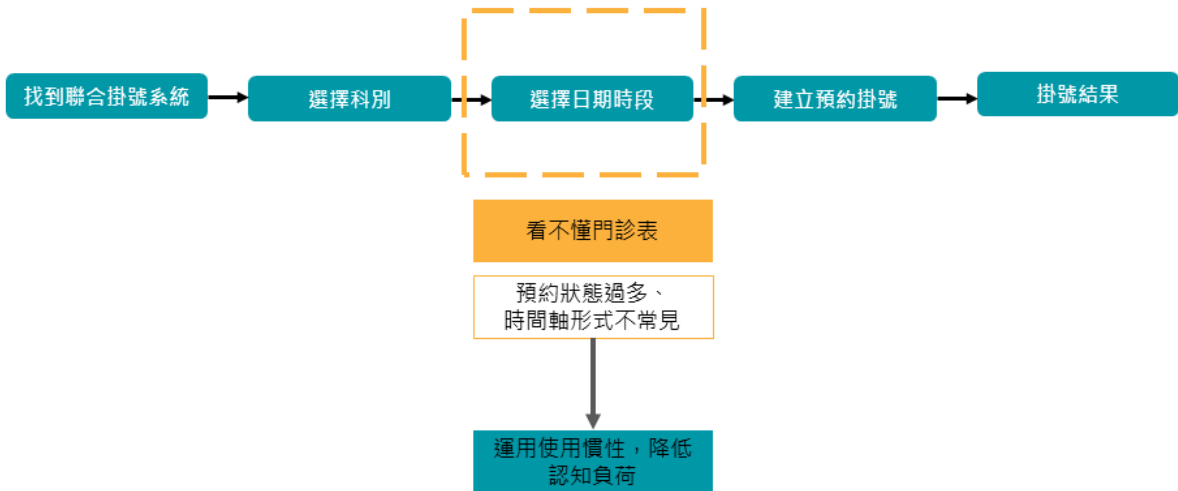 找到聯合掛號系統
選擇科別
選擇日期時段
建立預約掛號
掛號結果
看不懂門診表
預約狀態過多、
時間軸形式不常見
運用使用慣性，降低
認知負荷